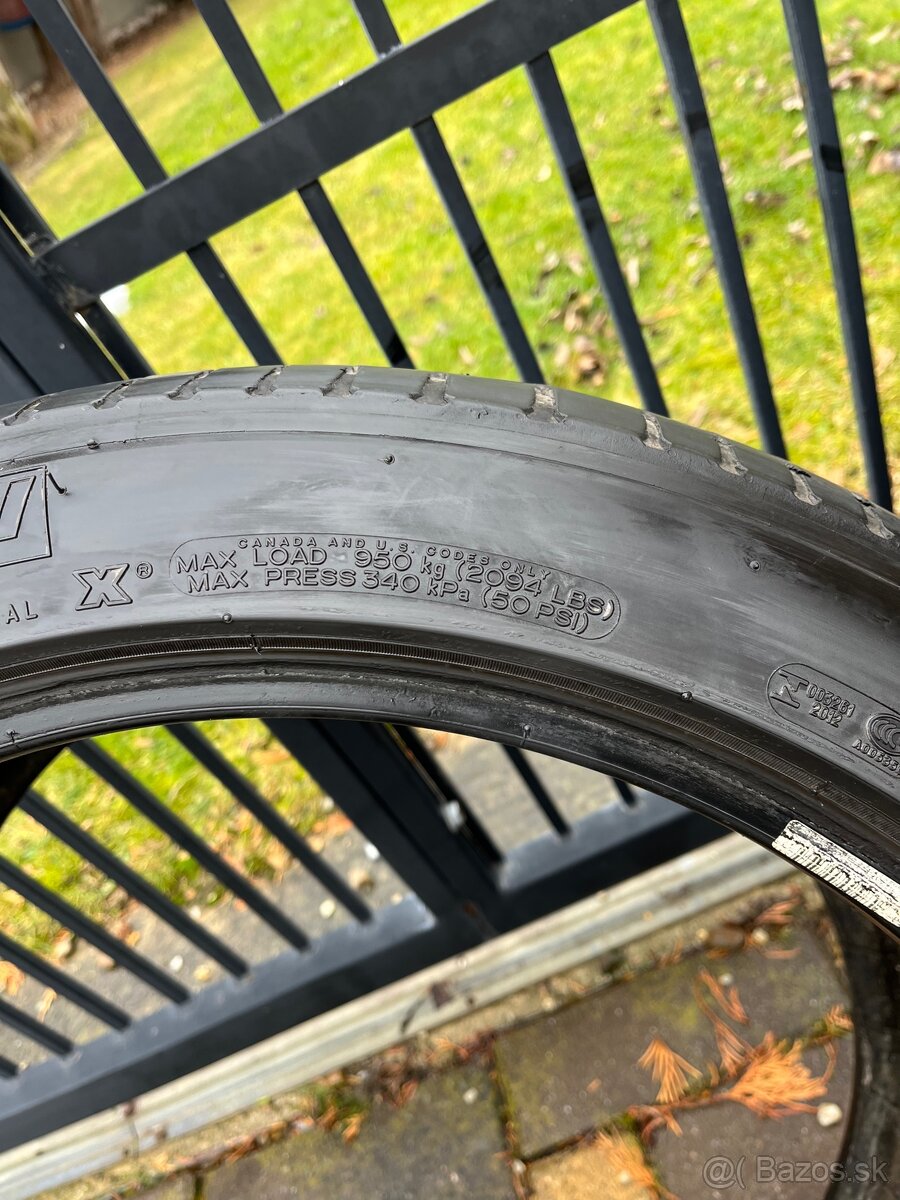 CANADA AND U.S. CODES ONLY
MAX LOAD 950 kg (2094 LBS)
MAX PRESS 340 kPa (50 PSI)
AL X®
003261
2012
@( Bazos.sk